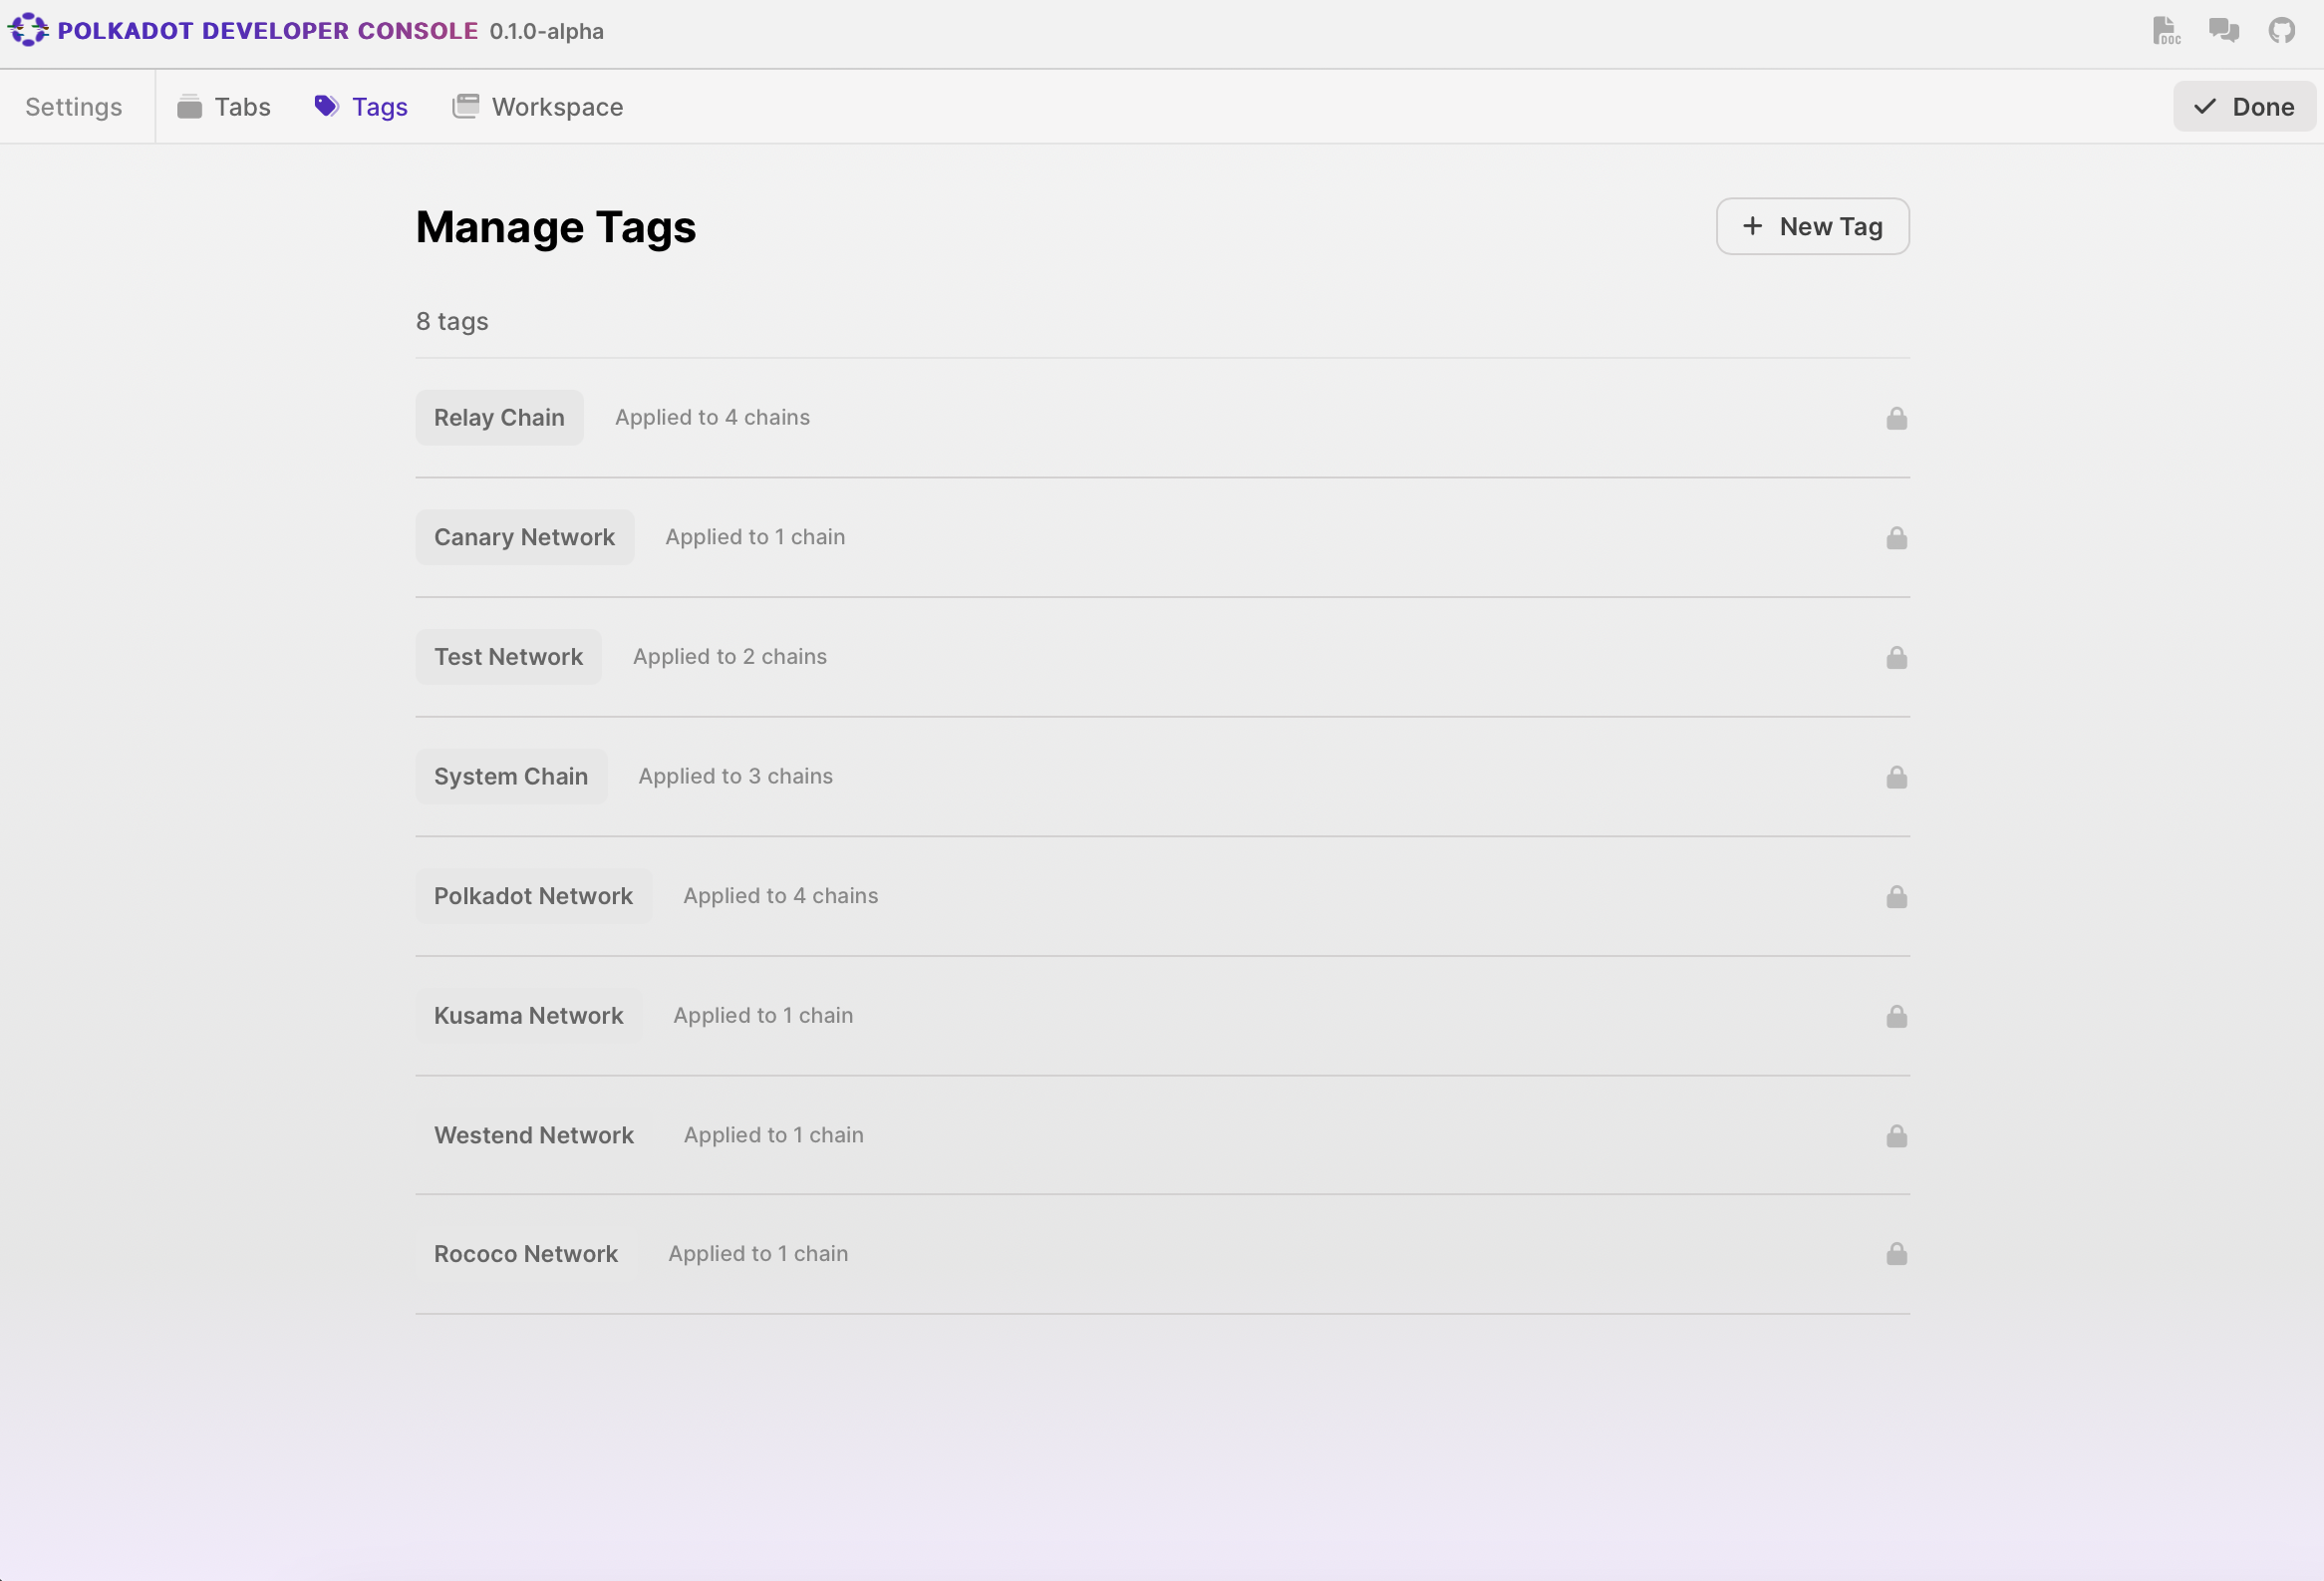 POLKADOT DEVELOPER CONSOLE 0.1.0-alpha
DOC
Settings Tabs Tags Workspace Done
Manage Tags New Tag
8 tags
Relay Chain Applied to 4 chains
Canary Network Applied to 1 chain
Test Network Applied to 2 chains
System Chain Applied to 3 chains
Polkadot Network Applied to 4 chains
Kusama Network Applied to 1 chain
Westend Network Applied to 1 chain
Rococo Network Applied to 1 chain